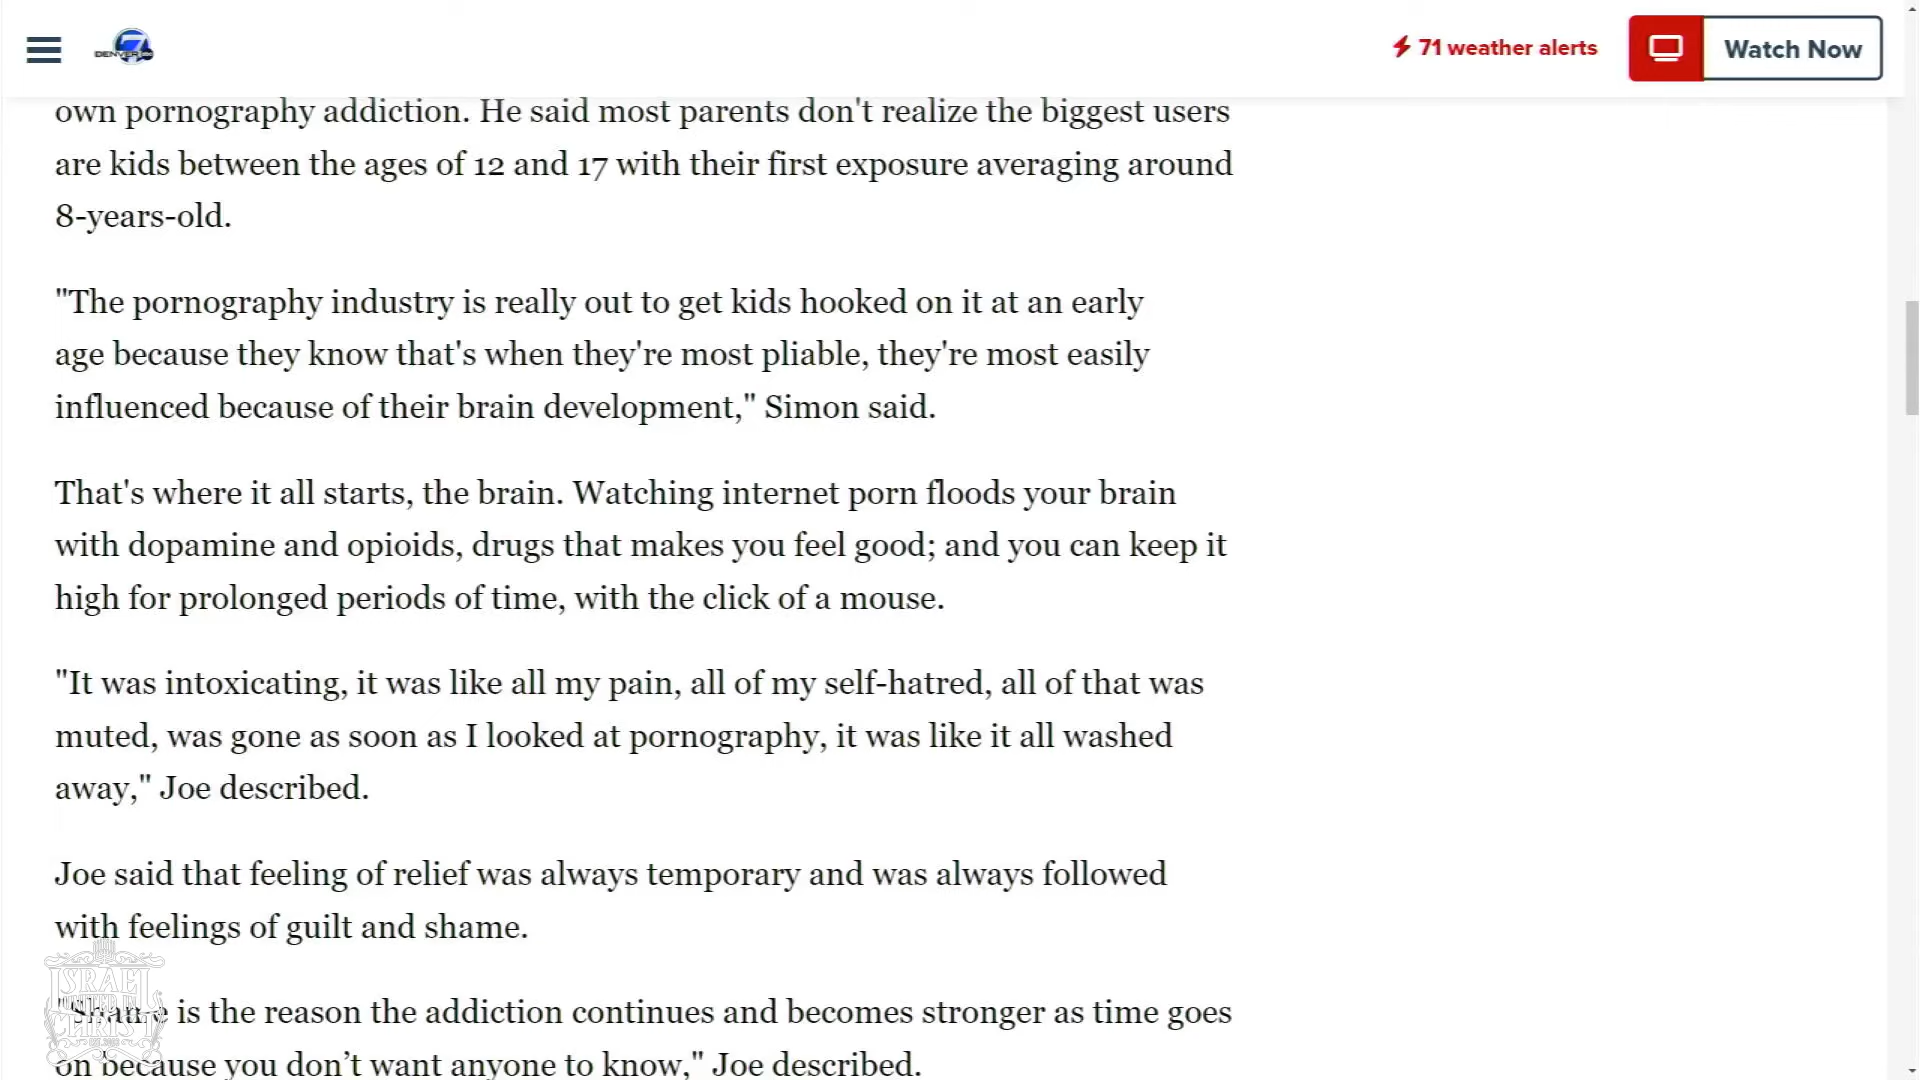 DENVER 7
71 weather alerts
Watch Now
own pornography addiction. He said most parents don't realize the biggest users
are kids between the ages of 12 and 17 with their first exposure averaging around
8-years-old.
"The pornography industry is really out to get kids hooked on it at an early
age because they know that's when they're most pliable, they're most easily
influenced because of their brain development," Simon said.
That's where it all starts, the brain. Watching internet porn floods your brain
with dopamine and opioids, drugs that makes you feel good; and you can keep it
high for prolonged periods of time, with the click of a mouse.
"It was intoxicating, it was like all my pain, all of my self-hatred, all of that was
muted, was gone as soon as I looked at pornography, it was like it all washed
away," Joe described.
Joe said that feeling of relief was always temporary and was always followed
with feelings of guilt and shame.
"Shame is the reason the addiction continues and becomes stronger as time goes
on because you don’t want anyone to know," Joe described.
ISRAEL
UNITED IN
CHRIST